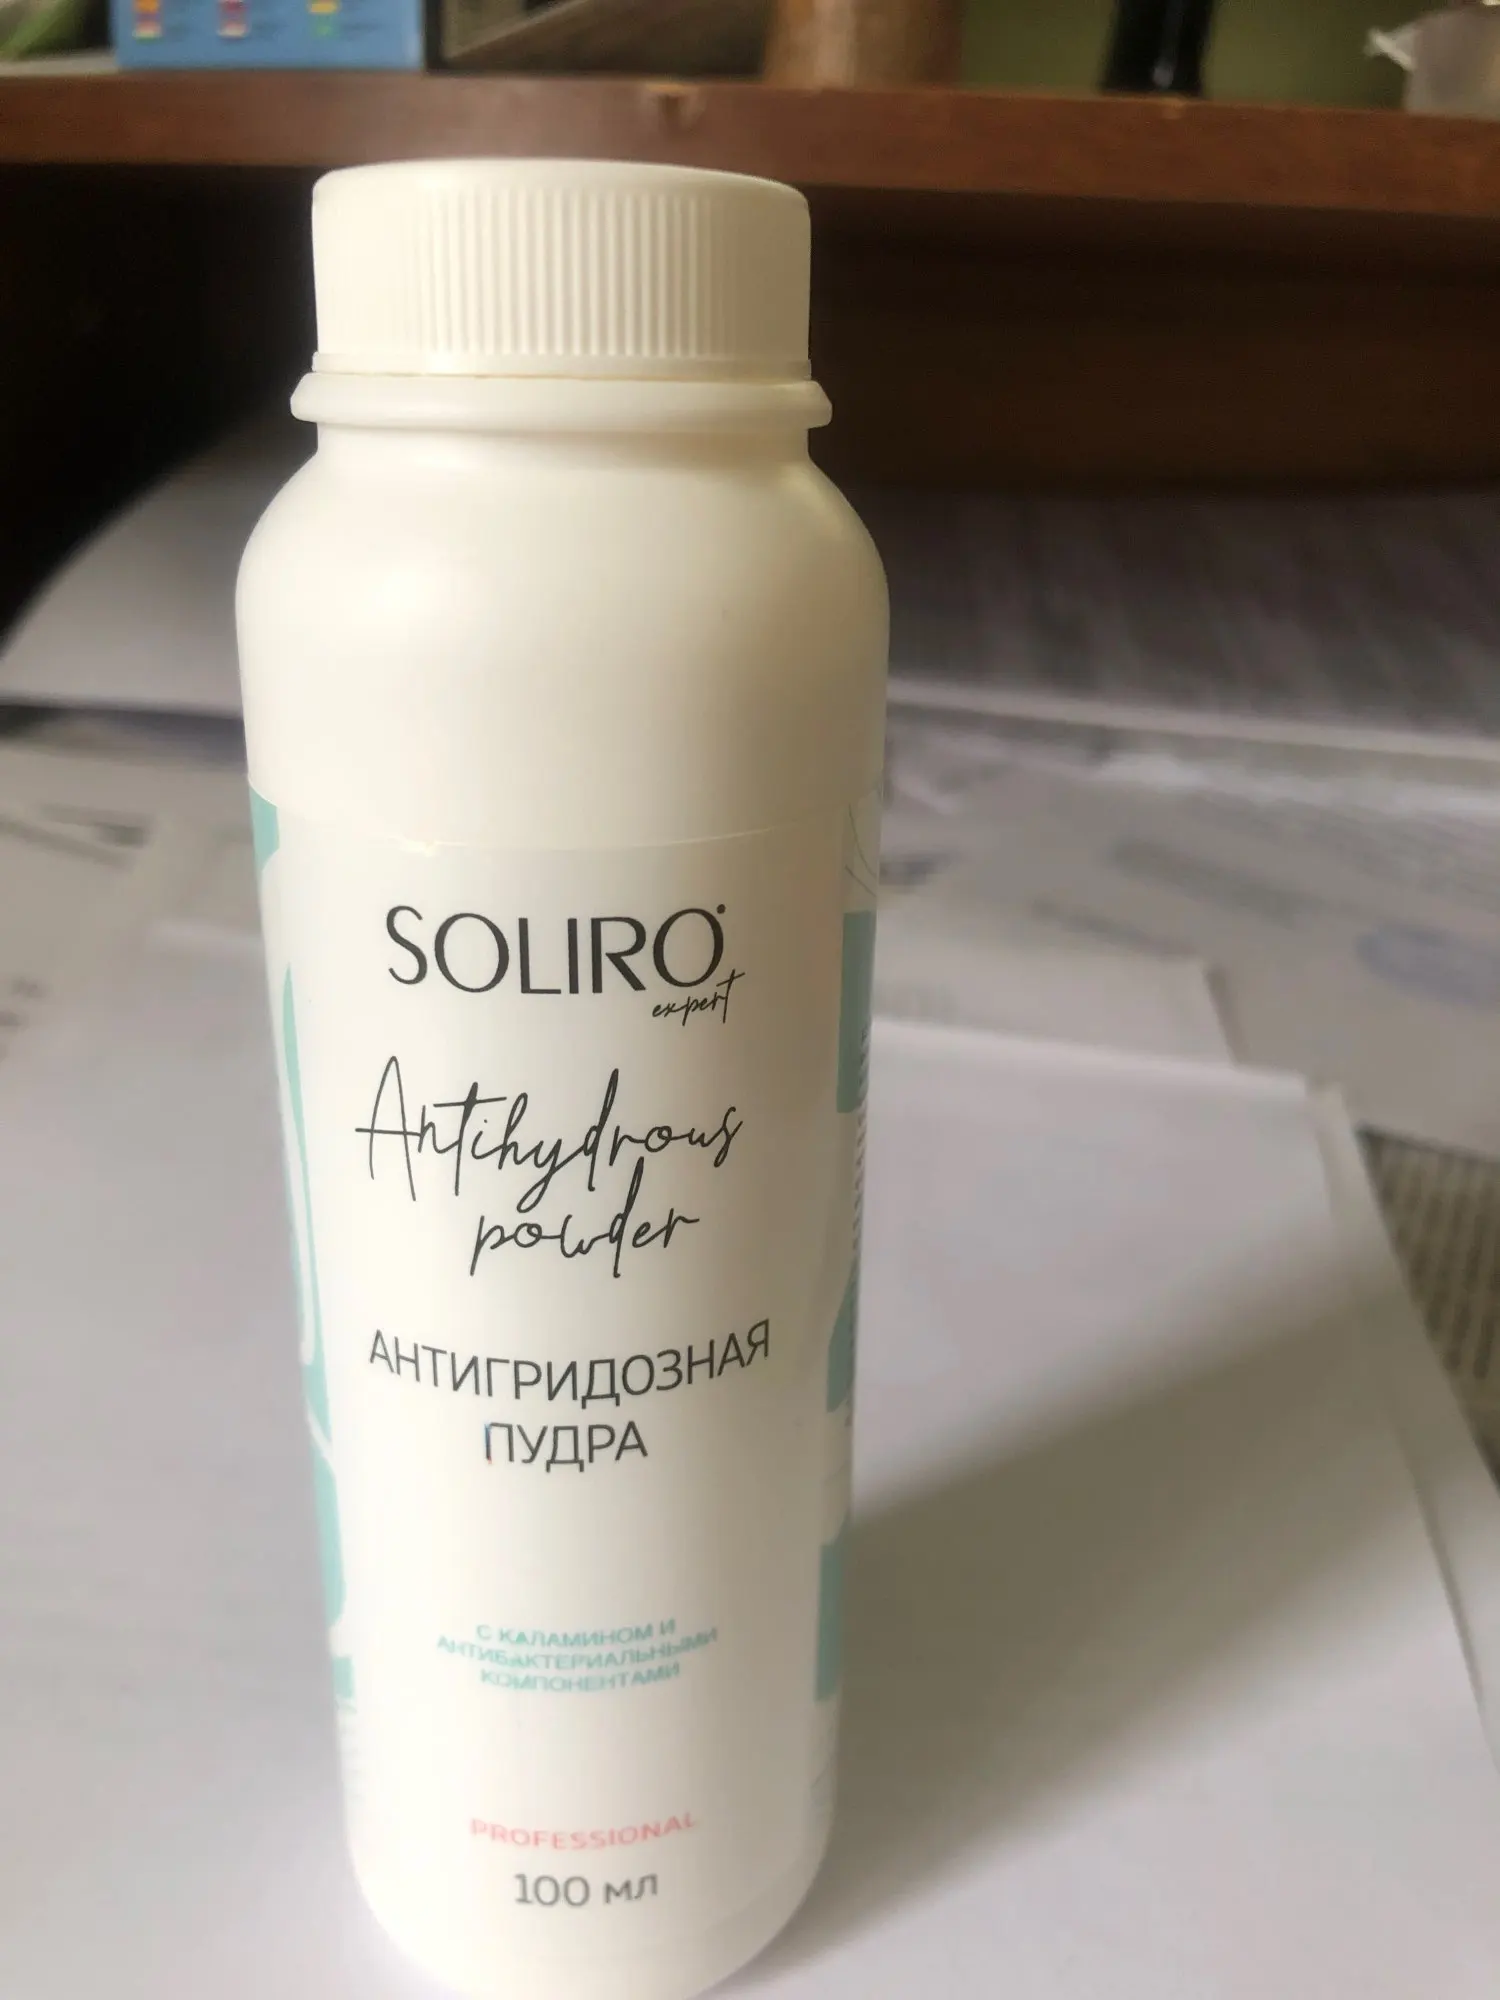 SOLIRO
expert
Antihydrous
powder
АНТИГРИДОЗНАЯ
ПУДРА
С КАЛАМИНОМ И
АНТИБАКТЕРИАЛЬНЫМИ
КОМПОНЕНТАМИ
PROFESSIONAL
100 мл